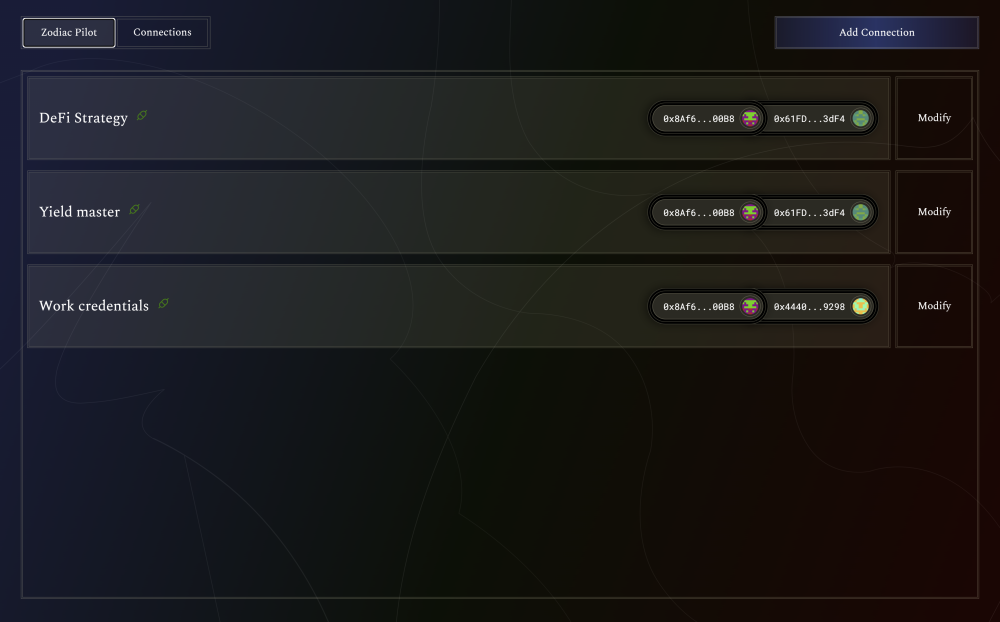 Zodiac Pilot
Connections
Add Connection
DeFi Strategy
0x8Af6...00B8
0x61FD...3dF4
Modify
Yield master
0x8Af6...00B8
0x61FD...3dF4
Modify
Work credentials
0x8Af6...00B8
0x4440...9298
Modify